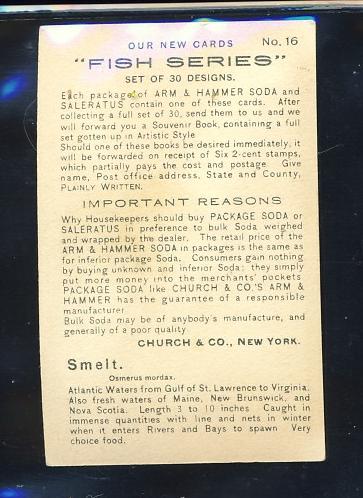 OUR NEW CARDS No. 16
"FISH SERIES"
SET OF 30 DESIGNS.
Each package of ARM & HAMMER SODA and
SALERATUS contain one of these cards. After
collecting a full set of 30, send them to us and we
will forward you a Souvenir Book, containing a full
set gotten up in Artistic Style
Should one of these books be desired immediately, it
will be forwarded on receipt of Six 2-cent stamps,
which partially pays the cost and postage Give
name, Post office address, State and County,
PLAINLY WRITTEN.
IMPORTANT REASONS
Why Housekeepers should buy PACKAGE SODA or
SALERATUS in preference to bulk Soda weighed
and wrapped by the dealer. The retail price of the
ARM & HAMMER SODA in packages is the same as
for inferior package Soda. Consumers gain nothing
by buying unknown and inferior Soda: they simply
put more money into the merchants' pockets
PACKAGE SODA like CHURCH & CO.'S ARM &
HAMMER has the guarantee of a responsible
manufacturer
Bulk Soda may be of anybody's manufacture, and
generally of a poor quality
CHURCH & CO., NEW YORK.
Smelt.
Osmerus mordax.
Atlantic Waters from Gulf of St. Lawrence to Virginia.
Also fresh waters of Maine, New Brunswick, and
Nova Scotia. Length 3 to 10 inches Caught in
immense quantities with line and nets in winter
when it enters Rivers and Bays to spawn Very
choice food.